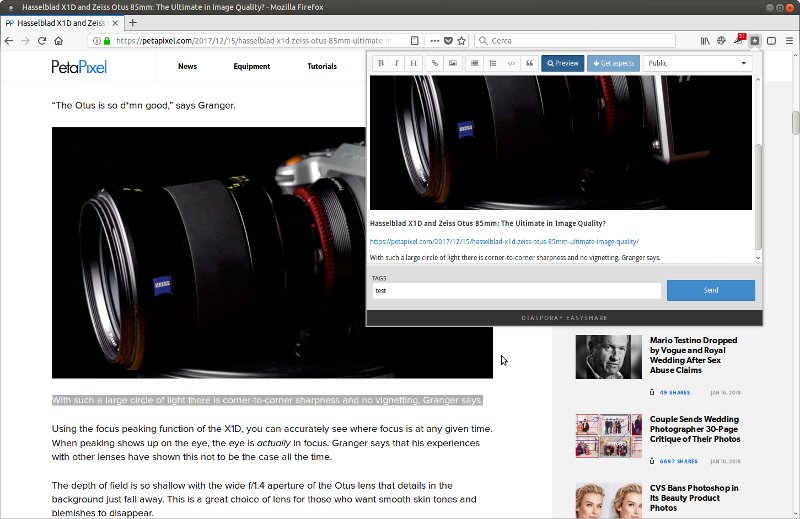 Hasselblad X1D and Zeiss Otus 85mm: The Ultimate in Image Quality? - Mozilla Firefox
PP Hasselblad X1D and Zeiss Otus
https://petapixel.com/2017/12/15/hasselblad-x1d-zeiss-otus-85mm-ultimate-im
Cerca
PetaPixel
News
Equipment
Tutorials
B I H
Preview
Get aspects
Public
“The Otus is so d*mn good,” says Granger.
ZEISS
ZEISS
Hasselblad X1D and Zeiss Otus 85mm: The Ultimate in Image Quality?
https://petapixel.com/2017/12/15/hasselblad-x1d-zeiss-otus-85mm-ultimate-image-quality/
With such a large circle of light there is corner-to-corner sharpness and no vignetting, Granger says.
TAGS
test
Send
DIASPORA* EASYSHARE
With such a large circle of light there is corner-to-corner sharpness and no vignetting, Granger says.
Using the focus peaking function of the X1D, you can accurately see where focus is at any given time.
When peaking shows up on the eye, the eye is actually in focus. Granger says that his experiences
with other lenses have shown this not to be the case all the time.
The depth of field is so shallow with the wide f/1.4 aperture of the Otus lens that details in the
background just fall away. This is a great choice of lens for those who want smooth skin tones and
blemishes to disappear.
Mario Testino Dropped
by Vogue and Royal
Wedding After Sex
Abuse Claims
49 SHARES
JAN 16, 2018
Couple Sends Wedding
Photographer 30-Page
Critique of Their Photos
6697 SHARES
JAN 16, 2018
CVS Bans Photoshop in
Its Beauty Product
Photos